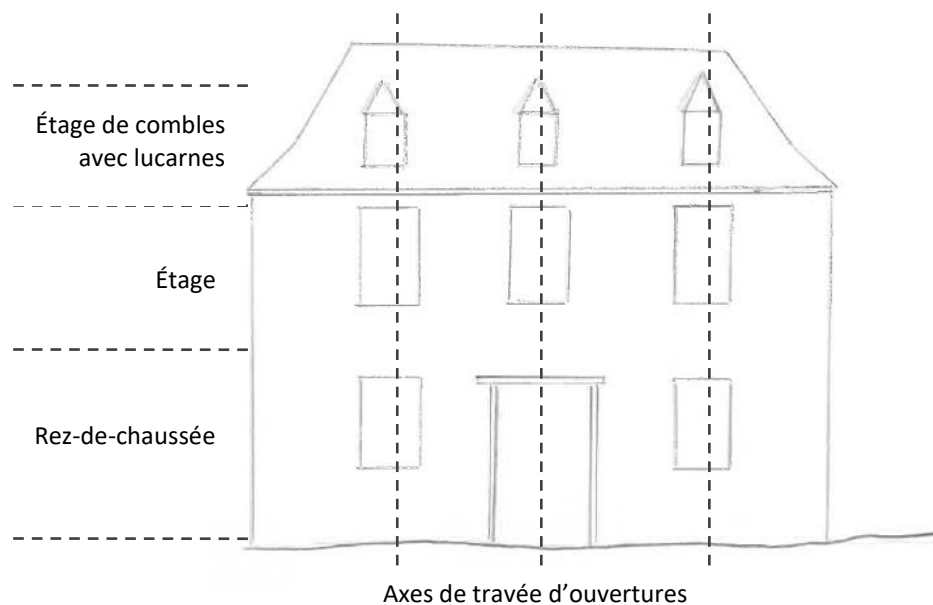 Étage de combles
avec lucarnes
Étage
Rez-de-chaussée
Axes de travée d’ouvertures